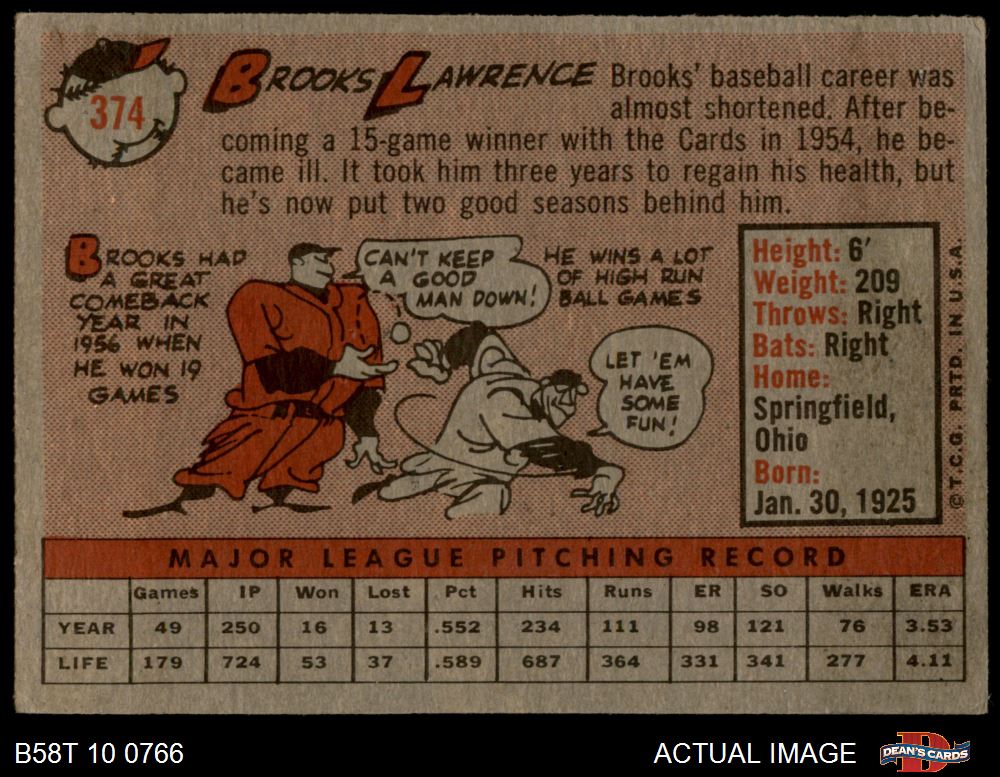 374
BROOKS LAWRENCE
Brooks' baseball career was
almost shortened. After be-
coming a 15-game winner with the Cards in 1954, he be-
came ill. It took him three years to regain his health, but
he's now put two good seasons behind him.
BROOKS HAD
A GREAT
COMEBACK
YEAR IN
1956 WHEN
HE WON 19
GAMES
CAN'T KEEP
A GOOD
MAN DOWN!
HE WINS A LOT
OF HIGH RUN
BALL GAMES
LET 'EM
HAVE
SOME
FUN!
Height: 6'
Weight: 209
Throws: Right
Bats: Right
Home:
Springfield,
Ohio
Born:
Jan. 30, 1925
© T.C.G. PRTD. IN U.S.A.
MAJOR LEAGUE PITCHING RECORD
Games IP Won Lost Pct Hits Runs ER SO Walks ERA
YEAR 49 250 16 13 .552 234 111 98 121 76 3.53
LIFE 179 724 53 37 .589 687 364 331 341 277 4.11
B58T 10 0766
ACTUAL IMAGE
D
DEAN'S CARDS